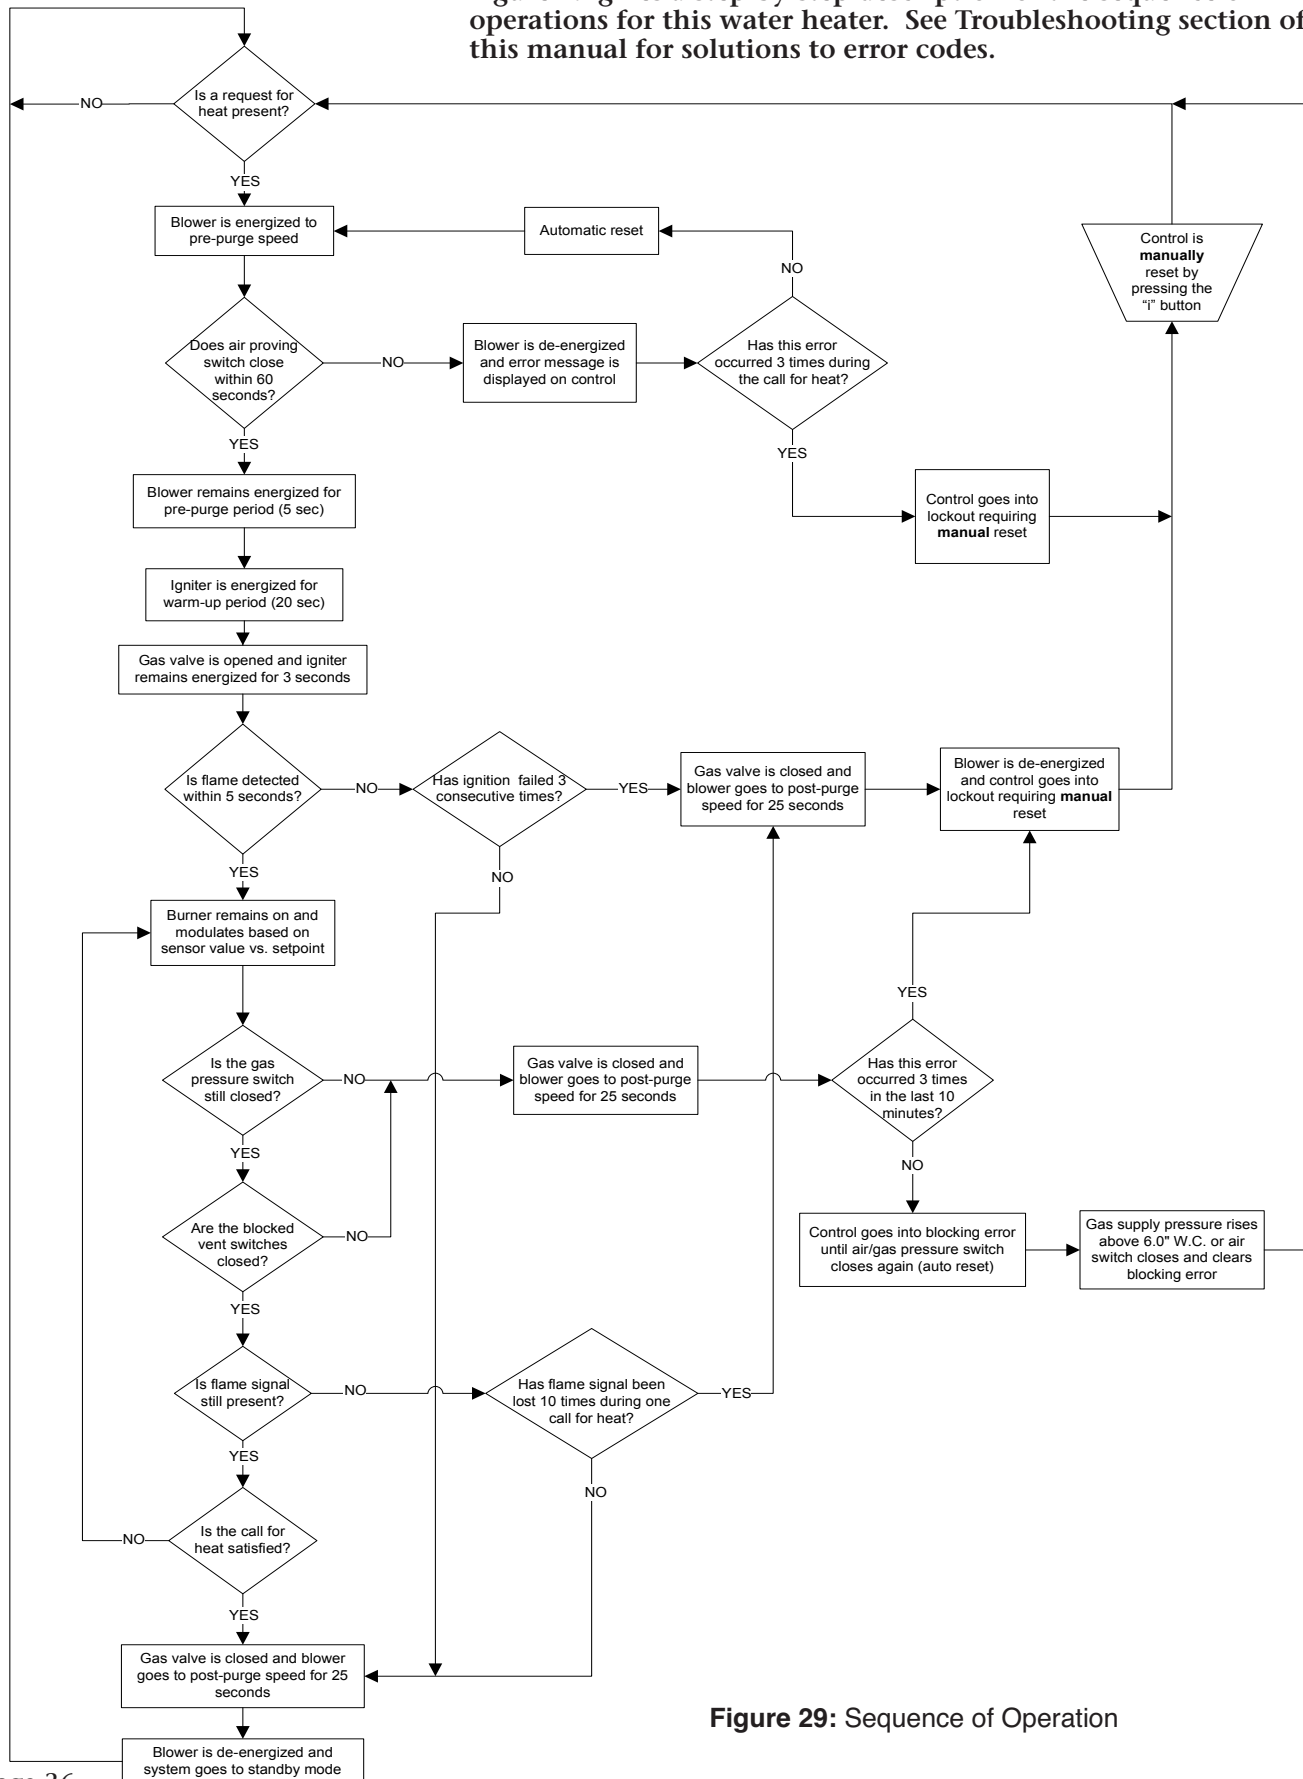 operations for this water heater.  See Troubleshooting section of
this manual for solutions to error codes.
Is a request for
heat present?
NO
YES
Blower is energized to
pre-purge speed
Automatic reset
NO
Control is
manually
reset by
pressing the
“i” button
Does air proving
switch close
within 60
seconds?
NO
Blower is de-energized
and error message is
displayed on control
Has this error
occurred 3 times during
the call for heat?
YES
YES
Blower remains energized for
pre-purge period (5 sec)
Control goes into
lockout requiring
manual reset
Igniter is energized for
warm-up period (20 sec)
Gas valve is opened and igniter
remains energized for 3 seconds
Is flame detected
within 5 seconds?
NO
Has ignition  failed 3
consecutive times?
YES
Gas valve is closed and
blower goes to post-purge
speed for 25 seconds
Blower is de-energized
and control goes into
lockout requiring manual
reset
YES
NO
Burner remains on and
modulates based on
sensor value vs. setpoint
YES
Is the gas
pressure switch
still closed?
NO
Gas valve is closed and
blower goes to post-purge
speed for 25 seconds
Has this error
occurred 3 times
in the last 10
minutes?
YES
NO
Are the blocked
vent switches
closed?
NO
Control goes into blocking error
until air/gas pressure switch
closes again (auto reset)
Gas supply pressure rises
above 6.0" W.C. or air
switch closes and clears
blocking error
YES
Is flame signal
still present?
NO
Has flame signal been
lost 10 times during one
call for heat?
YES
YES
NO
Is the call for
heat satisfied?
NO
YES
Gas valve is closed and blower
goes to post-purge speed for 25
seconds
Figure 29: Sequence of Operation
Blower is de-energized and
system goes to standby mode